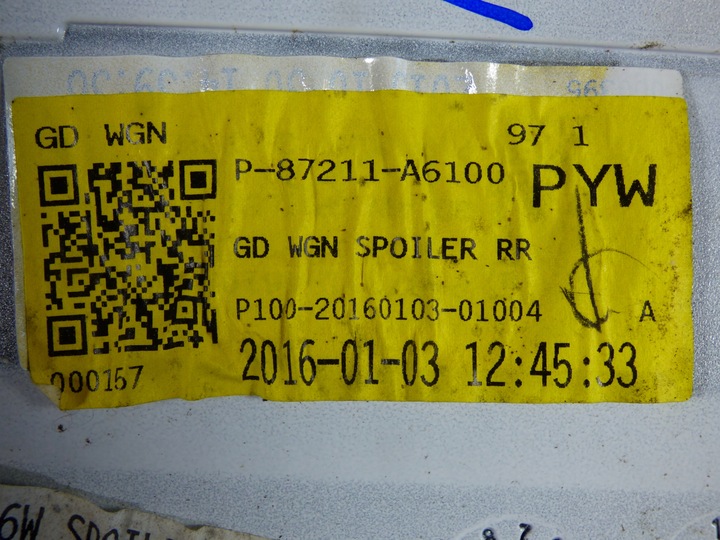 GD WGN 97 1
P-87211-A6100 PYW
GD WGN SPOILER RR
P100-20160103-01004 A
2016-01-03 12:45:33
000157